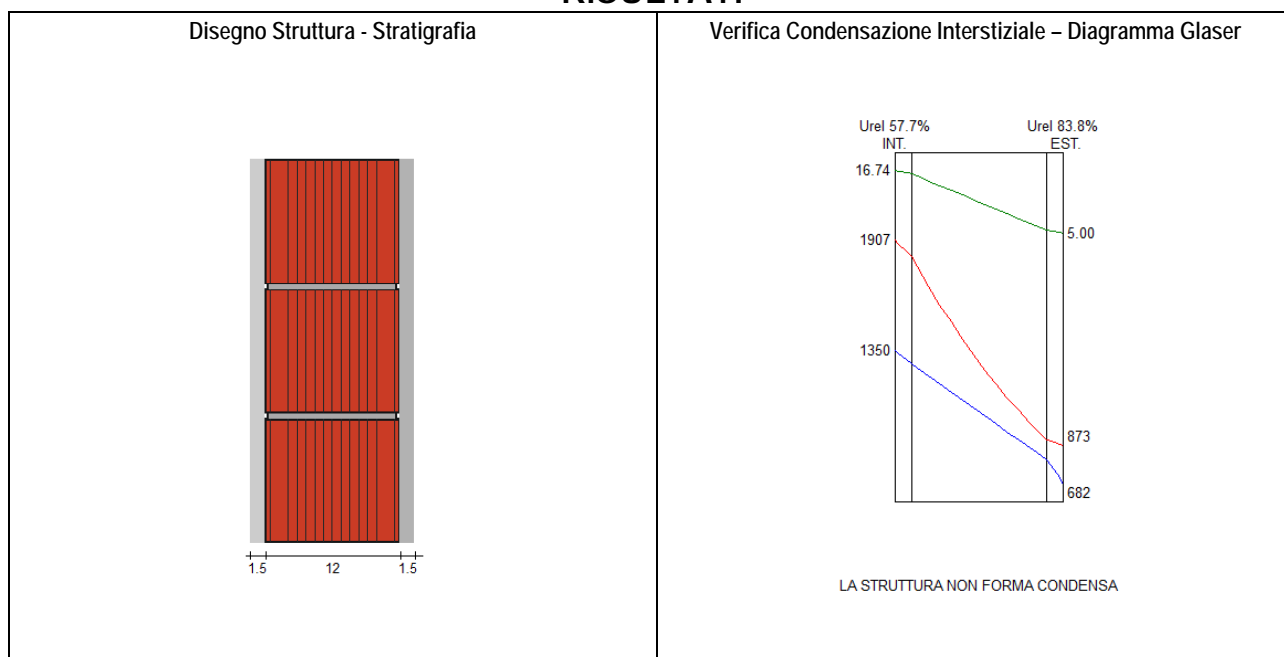 RISULTATI
Disegno Struttura - Stratigrafia
Verifica Condensazione Interstiziale – Diagramma Glaser
1.5
12
1.5
Urel 57.7%
INT.
Urel 83.8%
EST.
16.74
5.00
1907
1350
873
682
LA STRUTTURA NON FORMA CONDENSA